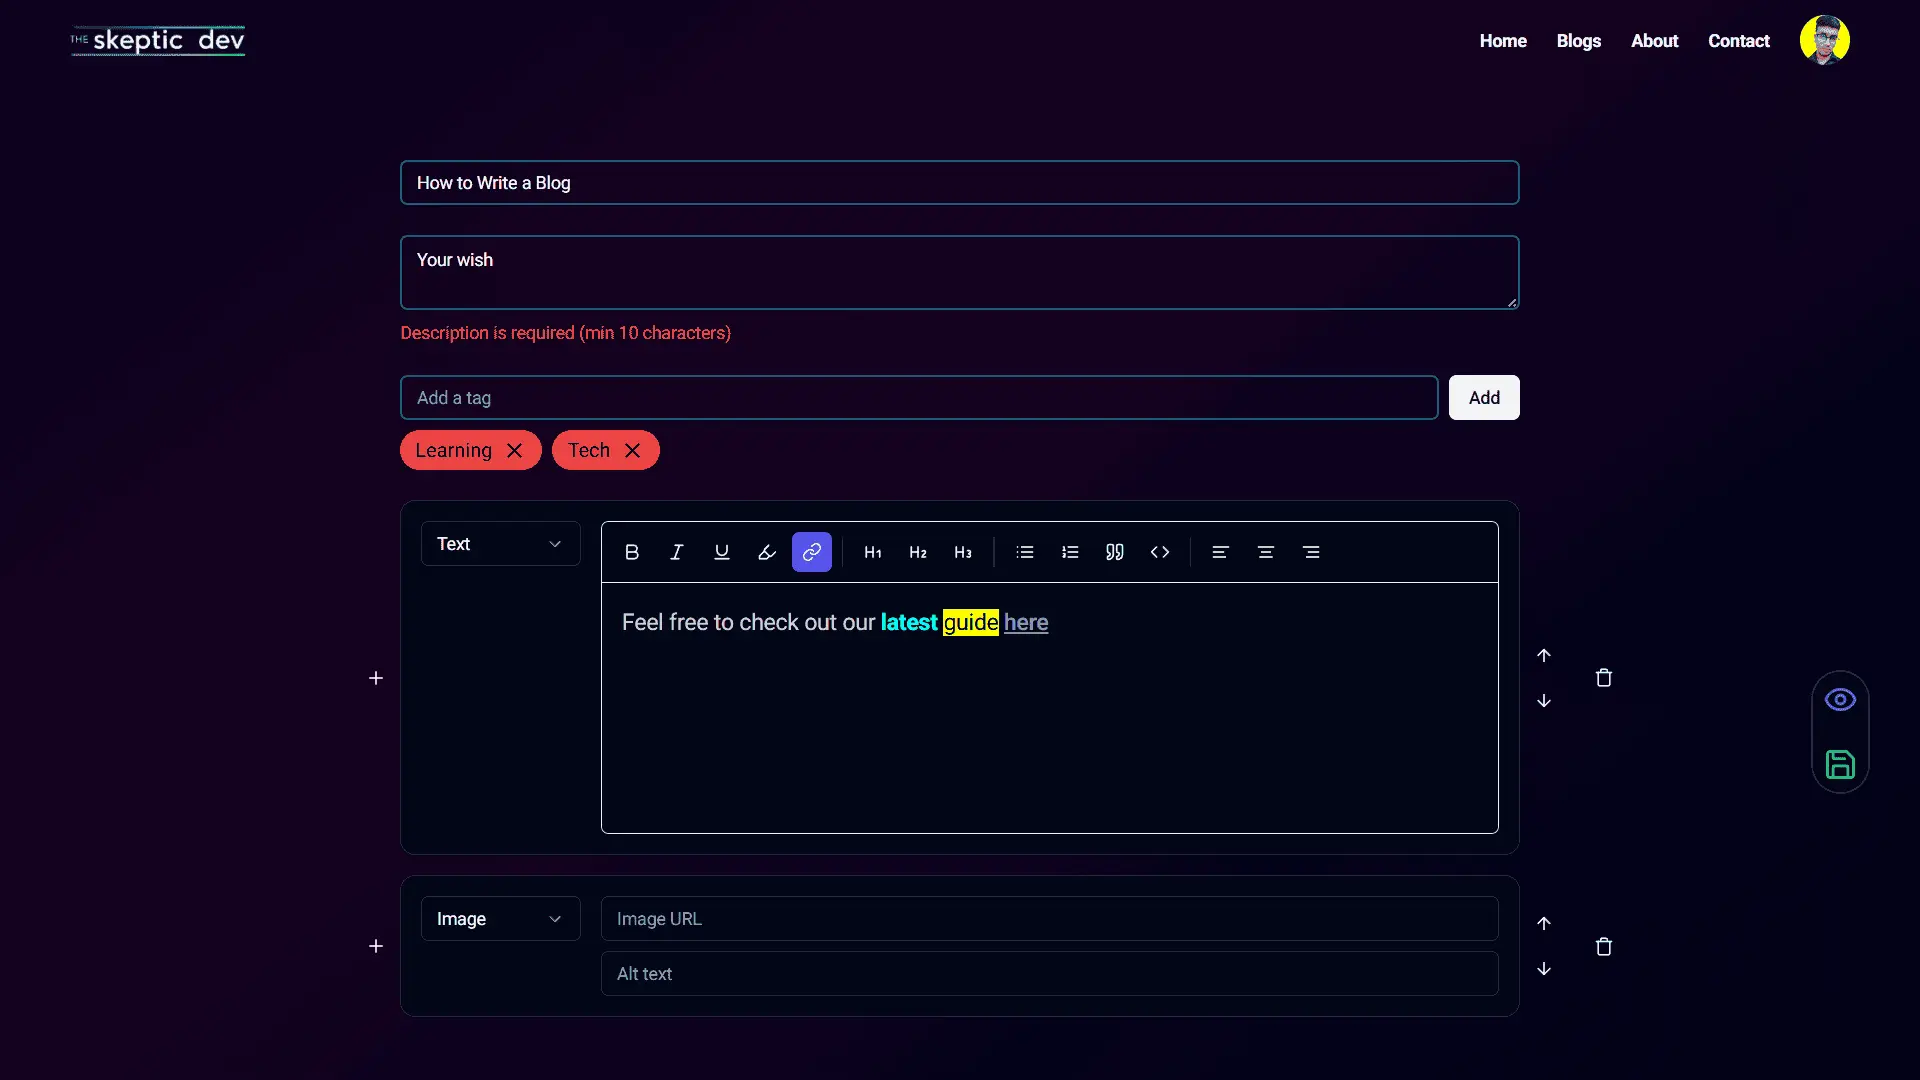 THE skeptic dev
Home Blogs About Contact
How to Write a Blog
Your wish
Description is required (min 10 characters)
Add a tag
Add
Learning Tech
Text
B I U H1 H2 H3
Feel free to check out our latest guide here
Image
Image URL
Alt text